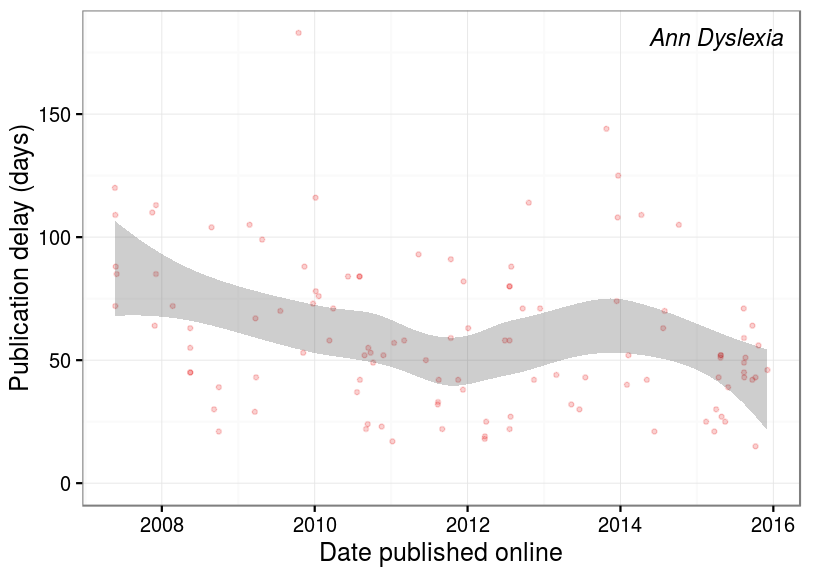 Ann Dyslexia
Publication delay (days)
150
100
50
0
2008 2010 2012 2014 2016
Date published online